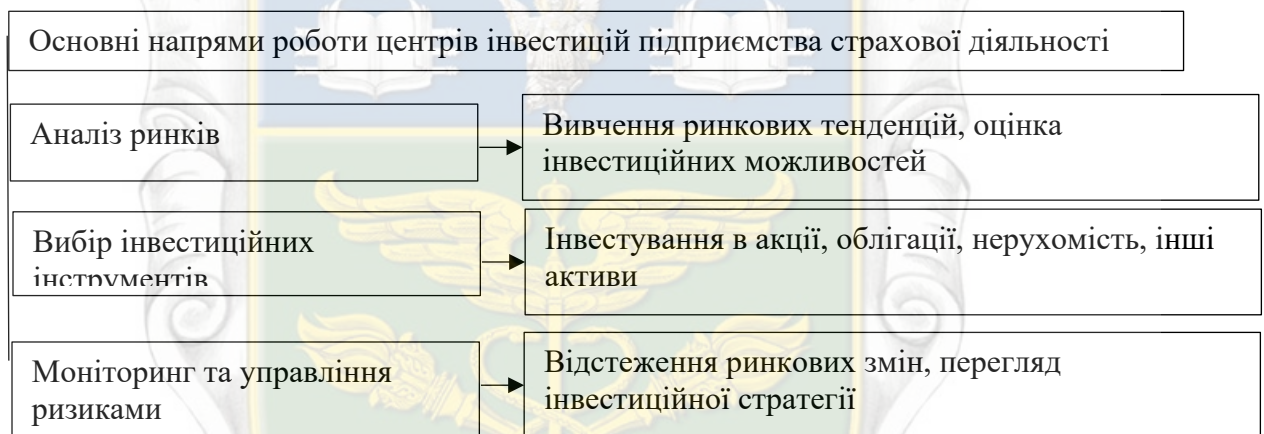 Основні напрями роботи центрів інвестицій підприємства страхової діяльності
Аналіз ринків
Вивчення ринкових тенденцій, оцінка
інвестиційних можливостей
Вибір інвестиційних
інструментів
Інвестування в акції, облігації, нерухомість, інші
активи
Моніторинг та управління
ризиками
Відстеження ринкових змін, перегляд
інвестиційної стратегії